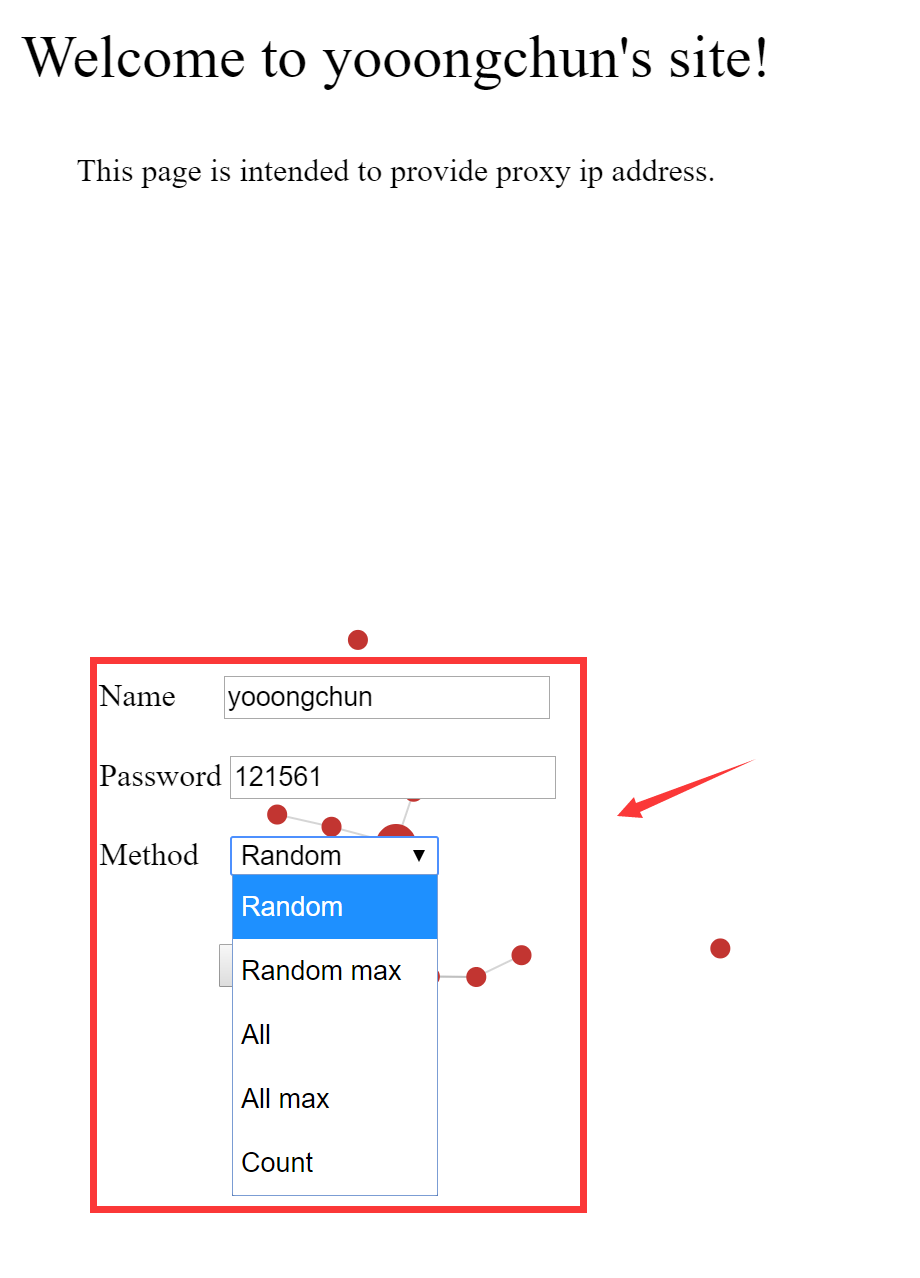 Welcome to yooongchun's site!
This page is intended to provide proxy ip address.
Name yooongchun
Password 121561
Method Random ▼
Random
Random max
All
All max
Count